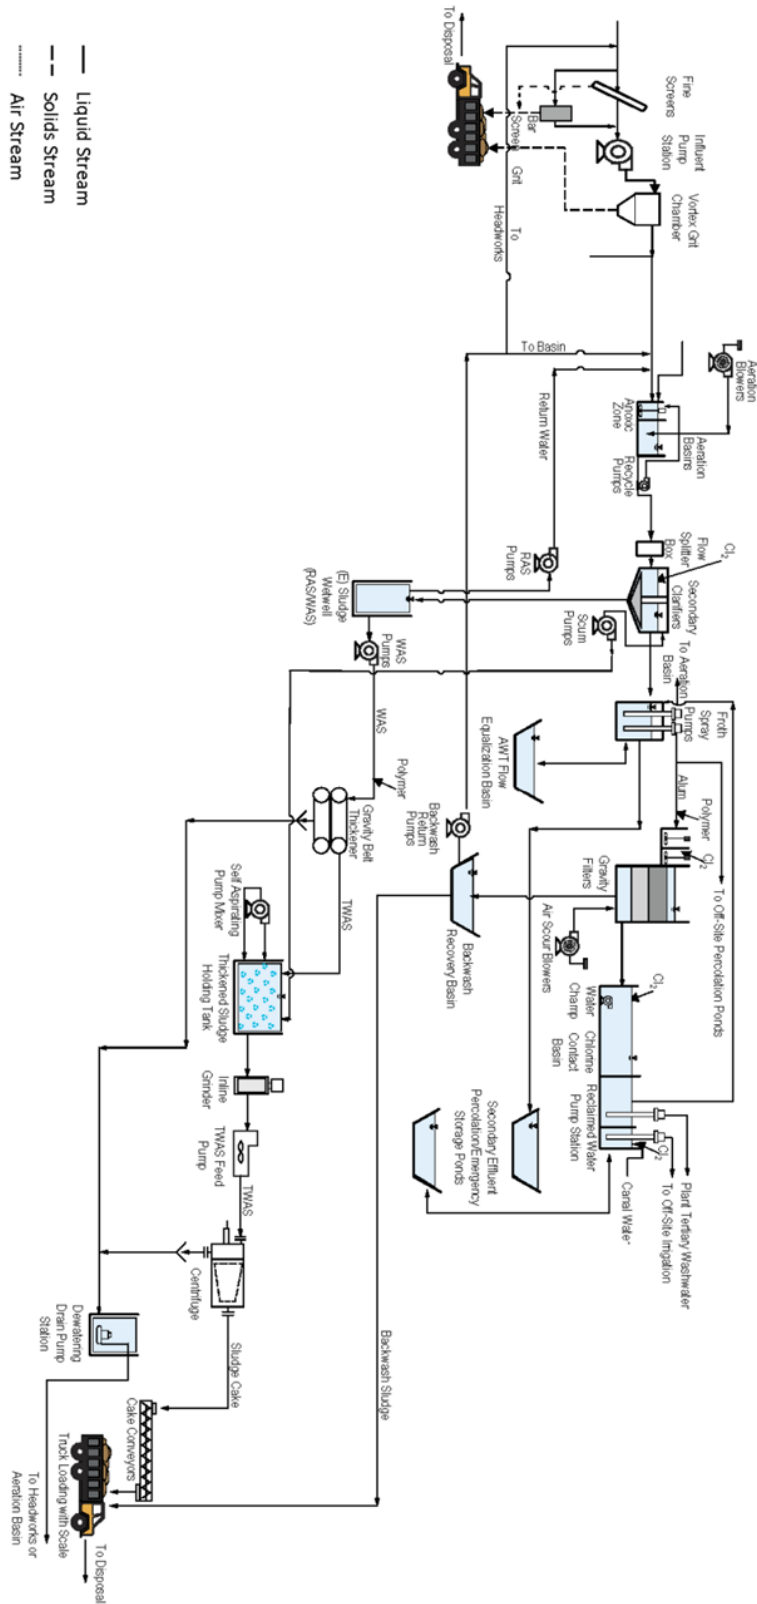 Fine
Screens
Influent
Pump
Station
Vortex Grit
Chamber
Bar
Screen
Grit
To Disposal
To
Headworks
Aeration
Blowers
To Basin
Return Water
Anoxic
Zone
Aeration
Basins
Recycle
Pumps
Flow
Splitter
Box
Cl2
Secondary
Clarifiers
RAS
Pumps
Scum
Pumps
(E) Sludge
Wetwell
(RAS/WAS)
WAS
Pumps
WAS
To Aeration
Basin
Froth
Spray
Pumps
AWT Flow
Equalization Basin
Alum
Polymer
Cl2
To Off-Site Percolation Ponds
Gravity
Filters
Air Scour Blowers
Backwash
Return
Pumps
Backwash
Recovery Basin
Cl2
Water
Champ
Chlorine
Contact
Basin
Reclaimed Water
Pump Station
Cl2
Plant Tertiary Washwater
To Off-Site Irrigation
Canal Water
Secondary Effluent
Percolation/Emergency
Storage Ponds
Polymer
Gravity Belt
Thickener
TWAS
Self Aspirating
Pump Mixer
Thickened Sludge
Holding Tank
Inline
Grinder
TWAS Feed
Pump
TWAS
Centrifuge
Sludge Cake
Backwash Sludge
Cake Conveyors
Dewatering
Drain Pump
Station
Truck Loading with Scale
To Headworks or
Aeration Basin
To Disposal
Liquid Stream
Solids Stream
Air Stream